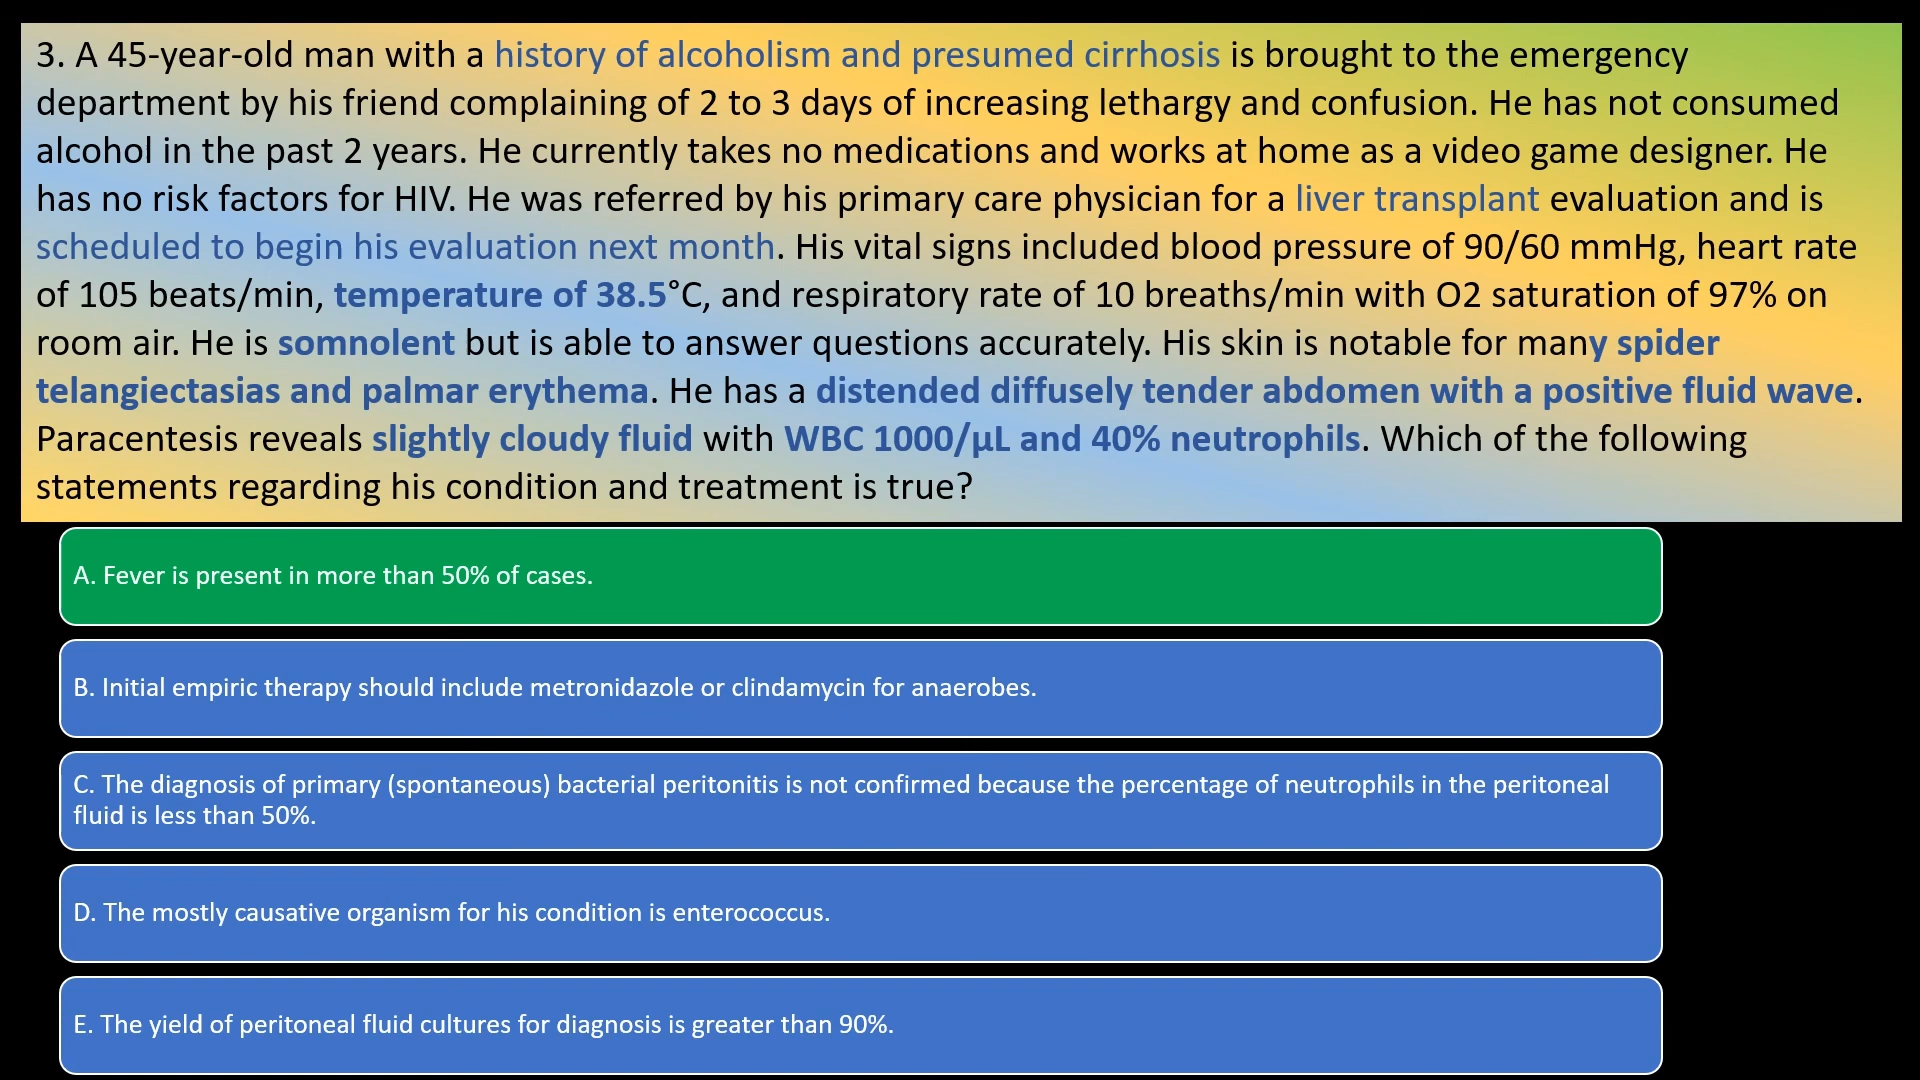 3. A 45-year-old man with a history of alcoholism and presumed cirrhosis is brought to the emergency
department by his friend complaining of 2 to 3 days of increasing lethargy and confusion. He has not consumed
alcohol in the past 2 years. He currently takes no medications and works at home as a video game designer. He
has no risk factors for HIV. He was referred by his primary care physician for a liver transplant evaluation and is
scheduled to begin his evaluation next month. His vital signs included blood pressure of 90/60 mmHg, heart rate
of 105 beats/min, temperature of 38.5°C, and respiratory rate of 10 breaths/min with O2 saturation of 97% on
room air. He is somnolent but is able to answer questions accurately. His skin is notable for many spider
telangiectasias and palmar erythema. He has a distended diffusely tender abdomen with a positive fluid wave.
Paracentesis reveals slightly cloudy fluid with WBC 1000/μL and 40% neutrophils. Which of the following
statements regarding his condition and treatment is true?
A. Fever is present in more than 50% of cases.
B. Initial empiric therapy should include metronidazole or clindamycin for anaerobes.
C. The diagnosis of primary (spontaneous) bacterial peritonitis is not confirmed because the percentage of neutrophils in the peritoneal
fluid is less than 50%.
D. The mostly causative organism for his condition is enterococcus.
E. The yield of peritoneal fluid cultures for diagnosis is greater than 90%.